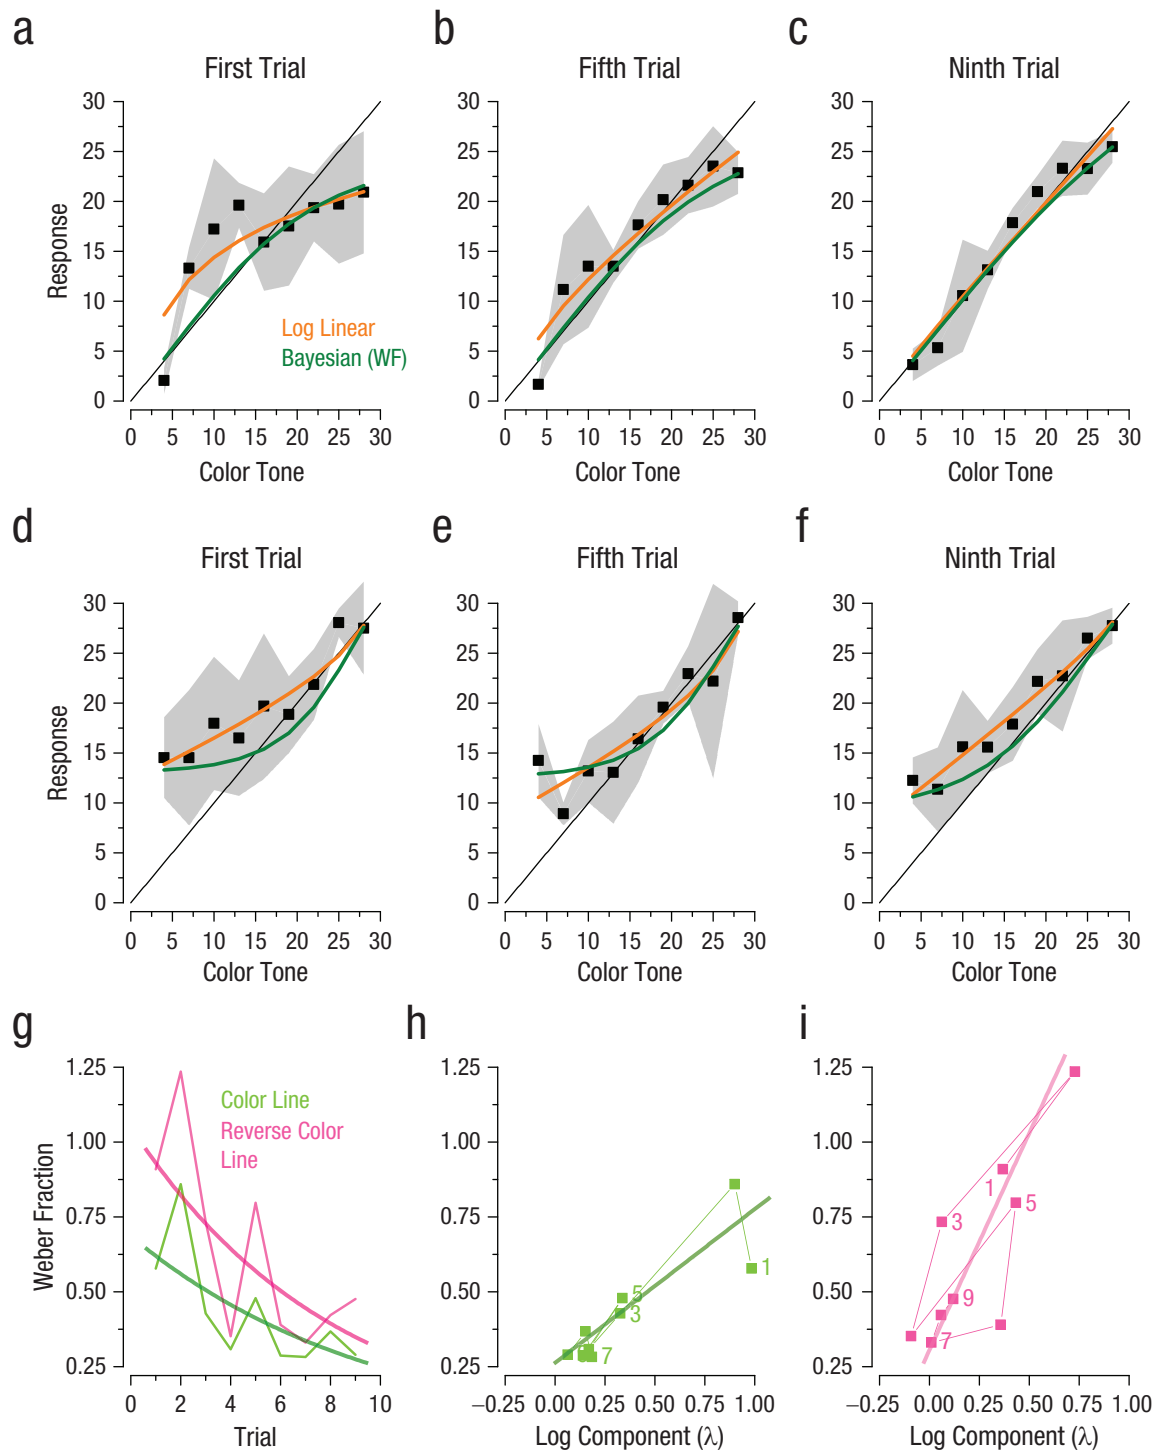 a
b
c
First Trial
Fifth Trial
Ninth Trial
30
25
20
15
10
5
0
Response
Log Linear
Bayesian (WF)
0 5 10 15 20 25 30
Color Tone
30
25
20
15
10
5
0
0 5 10 15 20 25 30
Color Tone
30
25
20
15
10
5
0
0 5 10 15 20 25 30
Color Tone
d
e
f
First Trial
Fifth Trial
Ninth Trial
30
25
20
15
10
5
0
Response
0 5 10 15 20 25 30
Color Tone
30
25
20
15
10
5
0
0 5 10 15 20 25 30
Color Tone
30
25
20
15
10
5
0
0 5 10 15 20 25 30
Color Tone
g
h
i
1.25
1.00
0.75
0.50
0.25
Weber Fraction
Color Line
Reverse Color
Line
0 2 4 6 8 10
Trial
1.25
1.00
0.75
0.50
0.25
5
3
7
1
−0.25 0.00 0.25 0.50 0.75 1.00
Log Component (λ)
1.25
1.00
0.75
0.50
0.25
1
3
5
9
7
−0.25 0.00 0.25 0.50 0.75 1.00
Log Component (λ)